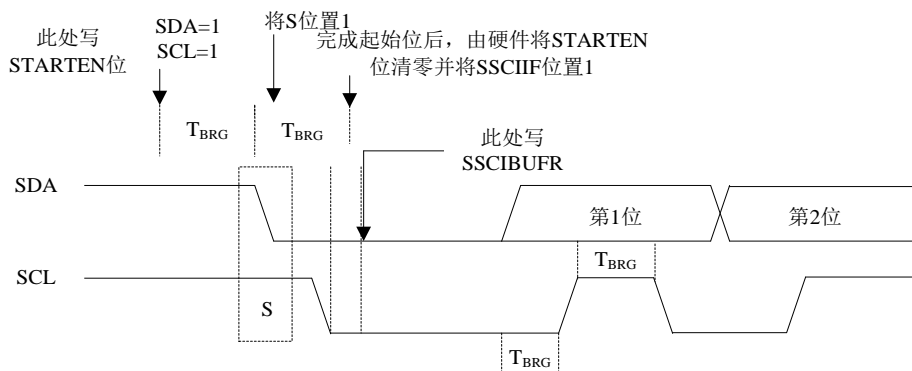 此处写
STARTEN位
SDA=1
SCL=1
将S位置1
完成起始位后，由硬件将STARTEN
位清零并将SSCIIF位置1
TBRG
TBRG
此处写
SSCIBUFR
SDA
第1位
第2位
TBRG
SCL
S
TBRG